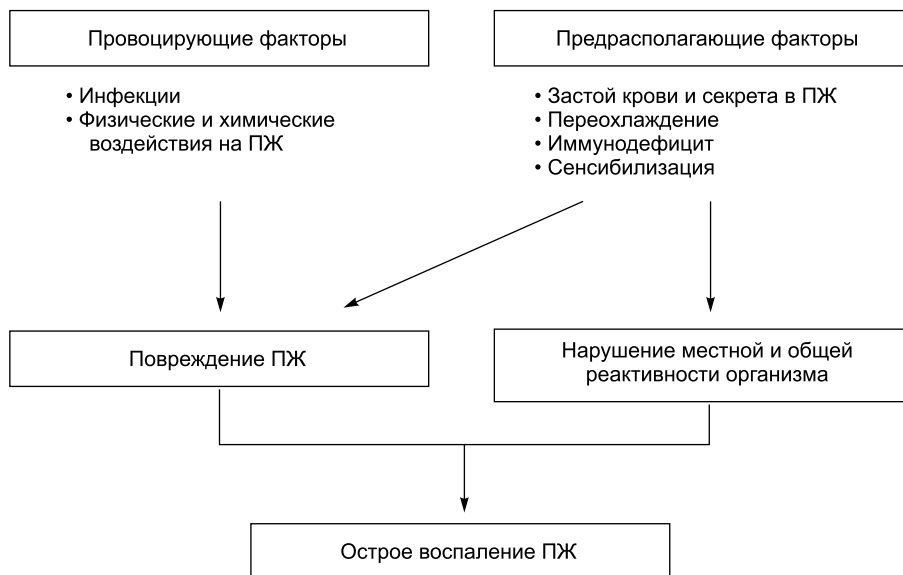 Провоцирующие факторы
Предрасполагающие факторы
• Инфекции
• Физические и химические
воздействия на ПЖ
• Застой крови и секрета в ПЖ
• Переохлаждение
• Иммунодефицит
• Сенсибилизация
Повреждение ПЖ
Нарушение местной и общей
реактивности организма
Острое воспаление ПЖ